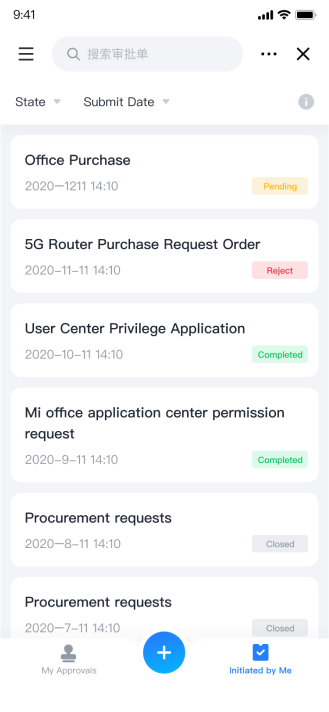 9:41
搜索审批单
State
Submit Date
Office Purchase
2020-1211 14:10
Pending
5G Router Purchase Request Order
2020-11-11 14:10
Reject
User Center Privilege Application
2020-10-11 14:10
Completed
Mi office application center permission
request
2020-9-11 14:10
Completed
Procurement requests
2020-8-11 14:10
Closed
Procurement requests
2020-7-11 14:10
Closed
My Approvals
Initiated by Me